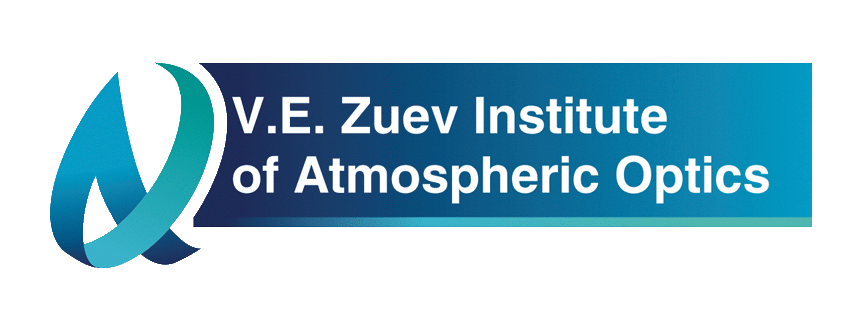 V.E. Zuev Institute
of Atmospheric Optics